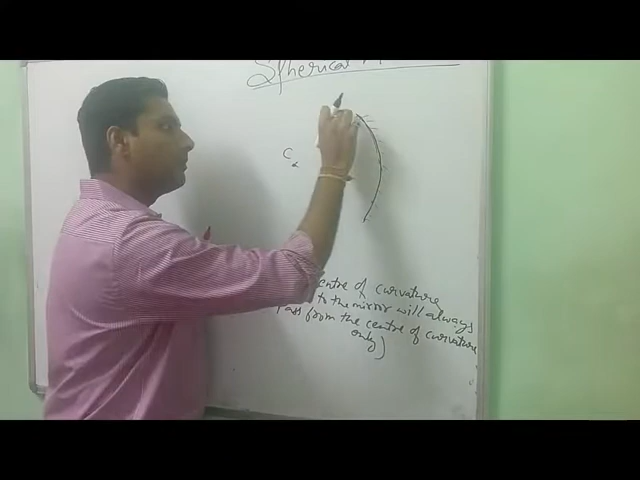 Spherical
C
centre of curvature
to the mirror will always
Pass from the centre of curvature
only)